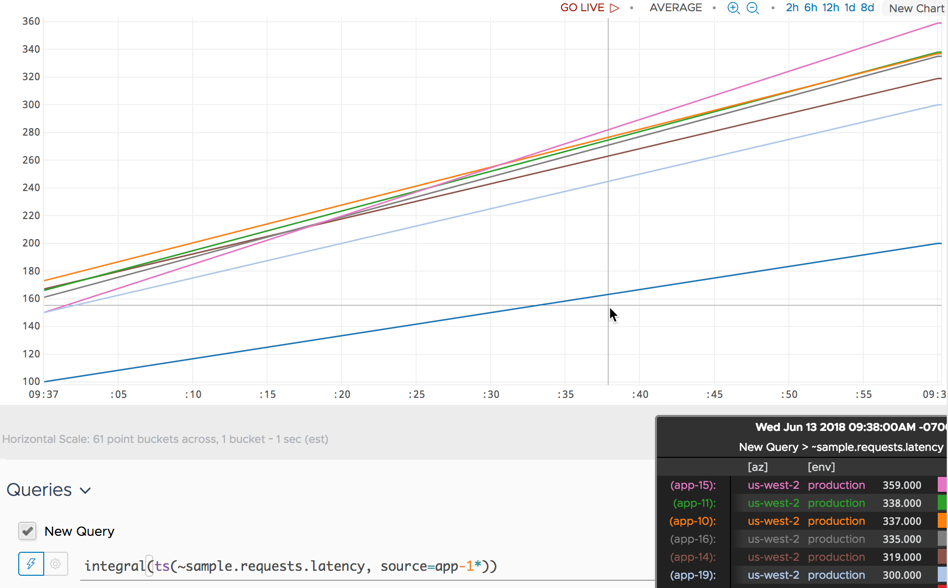 GO LIVE • AVERAGE • • 2h 6h 12h 1d 8d New Chart
360
340
320
300
280
260
240
220
200
180
160
140
120
100
09:37 :05 :10 :15 :20 :25 :30 :35 :40 :45 :50 :55 09:3
Horizontal Scale: 61 point buckets across, 1 bucket ~ 1 sec (est)
Wed Jun 13 2018 09:38:00AM -070
New Query > ~sample.requests.latency
[az] [env]
(app-15): us-west-2 production 359.000
(app-11): us-west-2 production 338.000
(app-10): us-west-2 production 337.000
(app-16): us-west-2 production 335.000
(app-14): us-west-2 production 319.000
(app-19): us-west-2 production 300.000
Queries
New Query
integral(ts(~sample.requests.latency, source=app-1*))